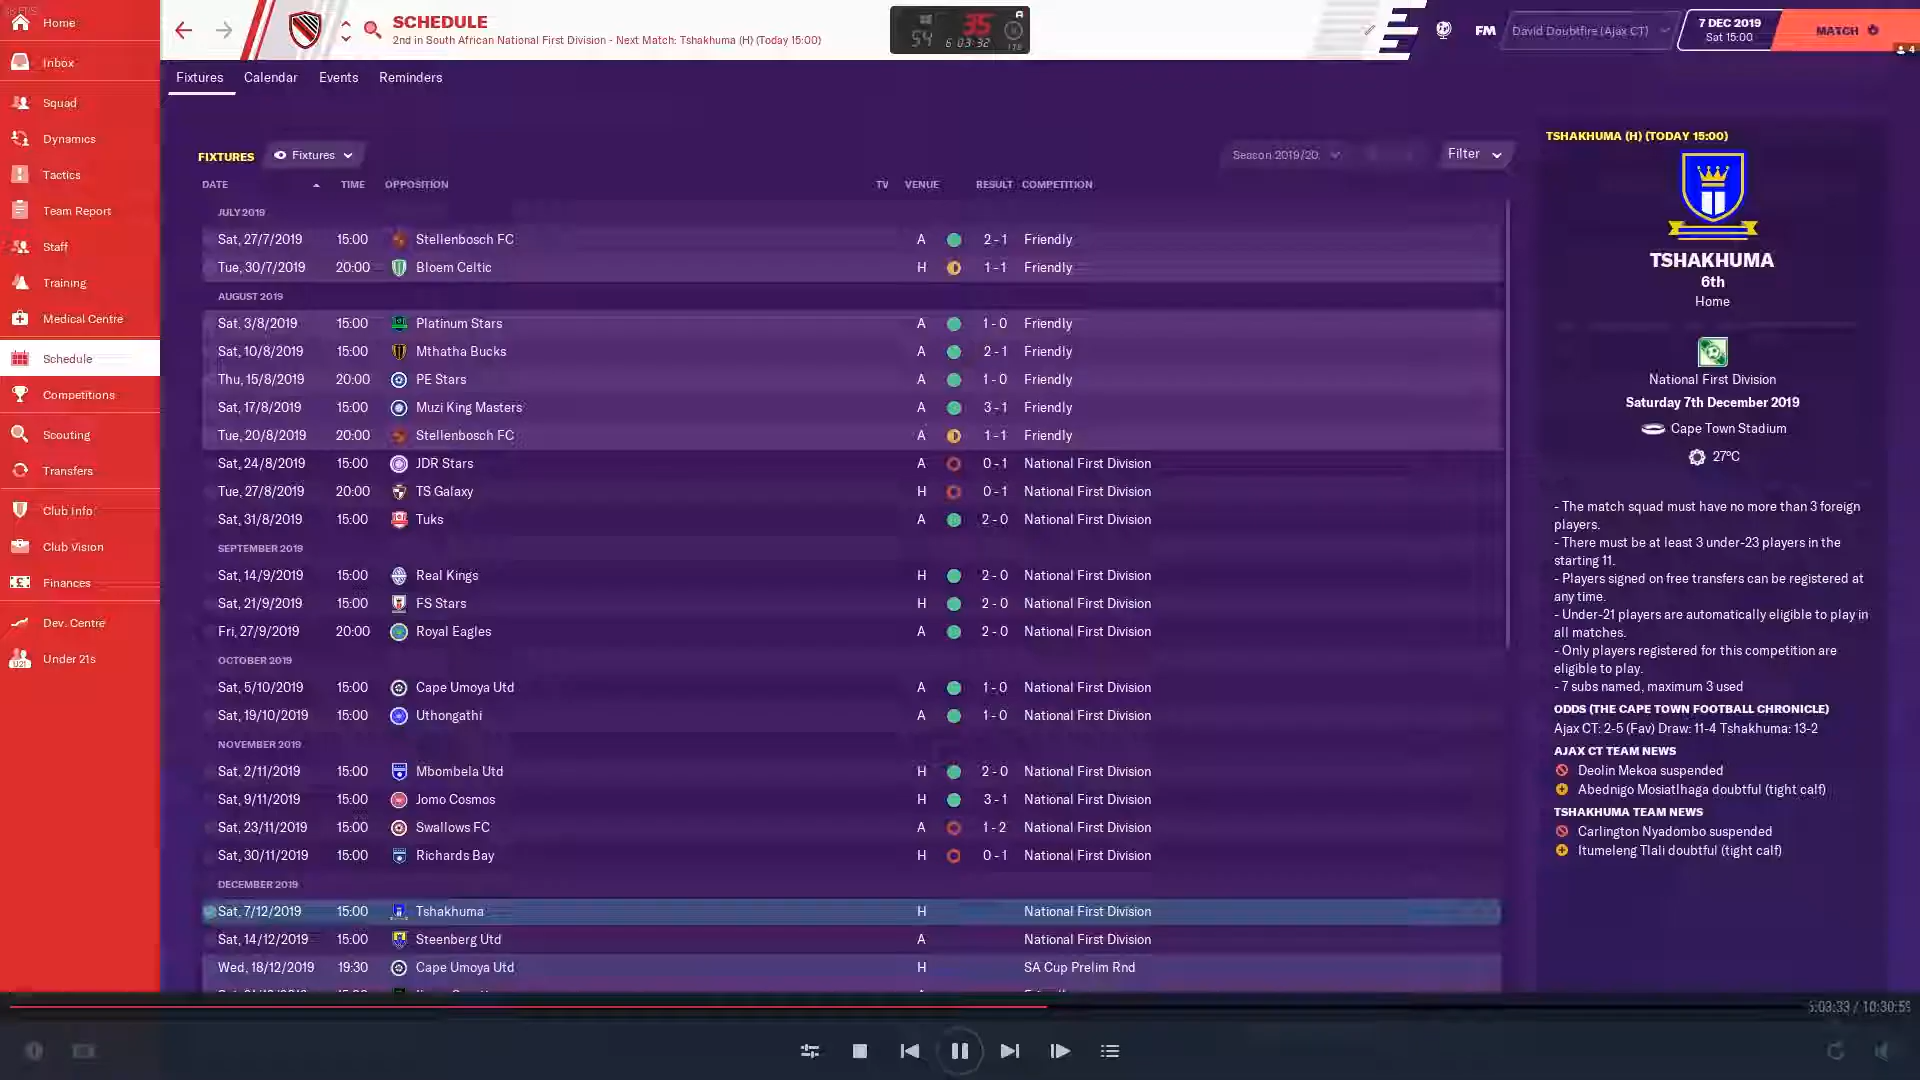 SCHEDULE
2nd in South African National First Division - Next Match: Tshakhuma (H) (Today 15:00)
35
54
6 03:32
A
FM
David Doubtfire (Ajax CT)
7 DEC 2019
Sat 15:00
MATCH
4
Home
Inbox
Squad
Dynamics
Tactics
Team Report
Staff
Training
Medical Centre
Schedule
Competitions
Scouting
Transfers
Club Info
Club Vision
Finances
Dev. Centre
Under 21s
Fixtures Calendar Events Reminders
FIXTURES Fixtures
Season 2019/20
Filter
DATE TIME OPPOSITION TV VENUE RESULT COMPETITION
JULY 2019
Sat, 27/7/2019 15:00 Stellenbosch FC A 2 - 1 Friendly
Tue, 30/7/2019 20:00 Bloem Celtic H 1 - 1 Friendly
AUGUST 2019
Sat, 3/8/2019 15:00 Platinum Stars A 1 - 0 Friendly
Sat, 10/8/2019 15:00 Mthatha Bucks A 2 - 1 Friendly
Thu, 15/8/2019 20:00 PE Stars A 1 - 0 Friendly
Sat, 17/8/2019 15:00 Muzi King Masters A 3 - 1 Friendly
Tue, 20/8/2019 20:00 Stellenbosch FC A 1 - 1 Friendly
Sat, 24/8/2019 15:00 JDR Stars A 0 - 1 National First Division
Tue, 27/8/2019 20:00 TS Galaxy H 0 - 1 National First Division
Sat, 31/8/2019 15:00 Tuks A 2 - 0 National First Division
SEPTEMBER 2019
Sat, 14/9/2019 15:00 Real Kings H 2 - 0 National First Division
Sat, 21/9/2019 15:00 FS Stars H 2 - 0 National First Division
Fri, 27/9/2019 20:00 Royal Eagles A 2 - 0 National First Division
OCTOBER 2019
Sat, 5/10/2019 15:00 Cape Umoya Utd A 1 - 0 National First Division
Sat, 19/10/2019 15:00 Uthongathi A 1 - 0 National First Division
NOVEMBER 2019
Sat, 2/11/2019 15:00 Mbombela Utd H 2 - 0 National First Division
Sat, 9/11/2019 15:00 Jomo Cosmos H 3 - 1 National First Division
Sat, 23/11/2019 15:00 Swallows FC A 1 - 2 National First Division
Sat, 30/11/2019 15:00 Richards Bay H 0 - 1 National First Division
DECEMBER 2019
Sat, 7/12/2019 15:00 Tshakhuma H National First Division
Sat, 14/12/2019 15:00 Steenberg Utd A National First Division
Wed, 18/12/2019 19:30 Cape Umoya Utd H SA Cup Prelim Rnd
TSHAKHUMA (H) (TODAY 15:00)
TSHAKHUMA
6th
Home
National First Division
Saturday 7th December 2019
Cape Town Stadium
27°C
- The match squad must have no more than 3 foreign
players.
- There must be at least 3 under-23 players in the
starting 11.
- Players signed on free transfers can be registered at
any time.
- Under-21 players are automatically eligible to play in
all matches.
- Only players registered for this competition are
eligible to play.
- 7 subs named, maximum 3 used
ODDS (THE CAPE TOWN FOOTBALL CHRONICLE)
Ajax CT: 2-5 (Fav) Draw: 11-4 Tshakhuma: 13-2
AJAX CT TEAM NEWS
Deolin Mekoa suspended
Abednigo Mosiatlhaga doubtful (tight calf)
TSHAKHUMA TEAM NEWS
Carlington Nyadombo suspended
Itumeleng Tlali doubtful (tight calf)
:03:33 / 10:30:59